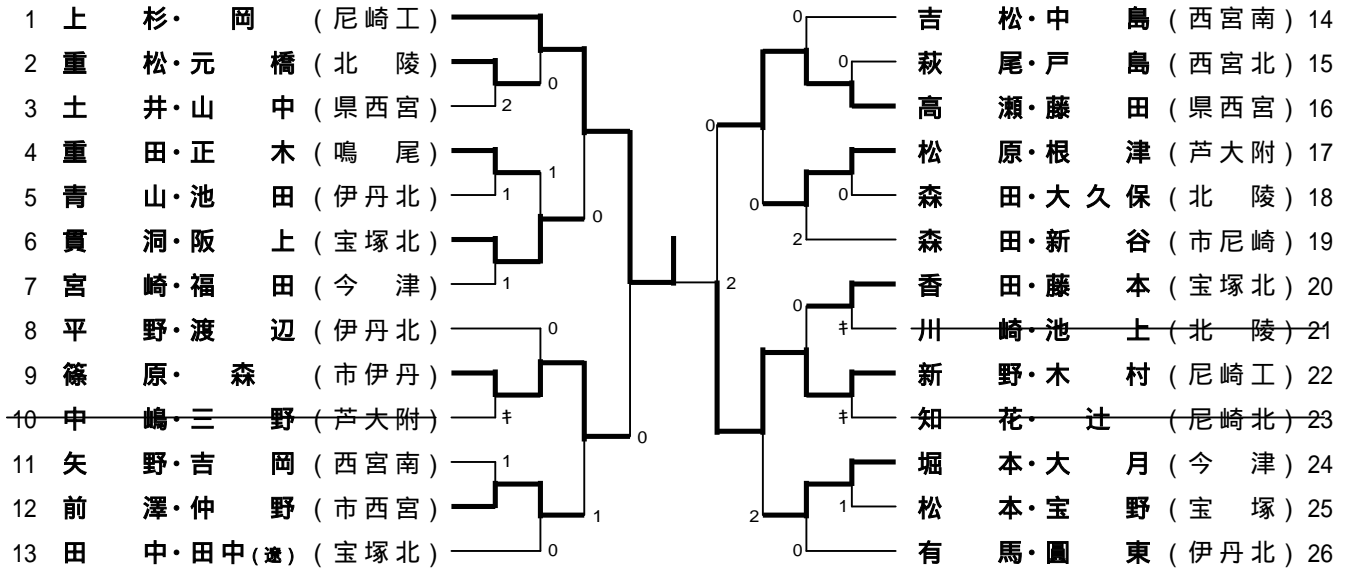 1 上 杉・ 岡 (尼崎工)
2 重 松・元 橋 (北 陵)
3 土 井・山 中 (県西宮)
4 重 田・正 木 (鳴 尾)
5 青 山・池 田 (伊丹北)
6 貫 洞・阪 上 (宝塚北)
7 宮 崎・福 田 (今 津)
8 平 野・渡 辺 (伊丹北)
9 篠 原・ 森 (市伊丹)
10 中 嶋・三 野 (芦大附)
11 矢 野・吉 岡 (西宮南)
12 前 澤・仲 野 (市西宮)
13 田 中・田中(遼) (宝塚北)
0
2
1
1
0
1
0
キ
0
1
1
0
0
0
0
0
0
2
2
0
キ
キ
1
2
0
吉 松・中 島 (西宮南) 14
萩 尾・戸 島 (西宮北) 15
高 瀬・藤 田 (県西宮) 16
松 原・根 津 (芦大附) 17
森 田・大久保 (北 陵) 18
森 田・新 谷 (市尼崎) 19
香 田・藤 本 (宝塚北) 20
川 崎・池 上 (北 陵) 21
新 野・木 村 (尼崎工) 22
知 花・ 辻 (尼崎北) 23
堀 本・大 月 (今 津) 24
松 本・宝 野 (宝 塚) 25
有 馬・圓 東 (伊丹北) 26